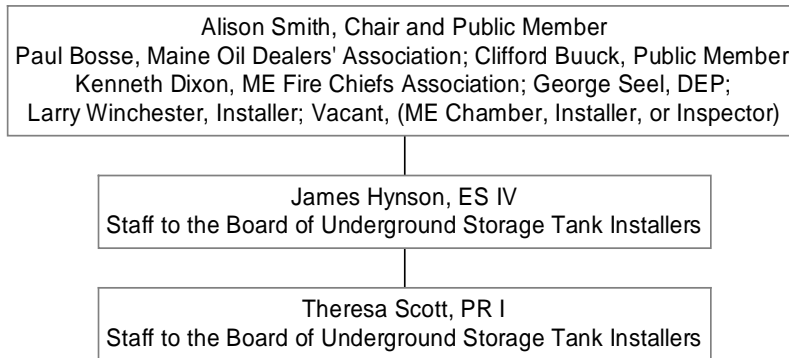 Alison Smith, Chair and Public Member
Paul Bosse, Maine Oil Dealers' Association; Clifford Buuck, Public Member
Kenneth Dixon, ME Fire Chiefs Association; George Seel, DEP;
Larry Winchester, Installer; Vacant, (ME Chamber, Installer, or Inspector)
James Hynson, ES IV
Staff to the Board of Underground Storage Tank Installers
Theresa Scott, PR I
Staff to the Board of Underground Storage Tank Installers